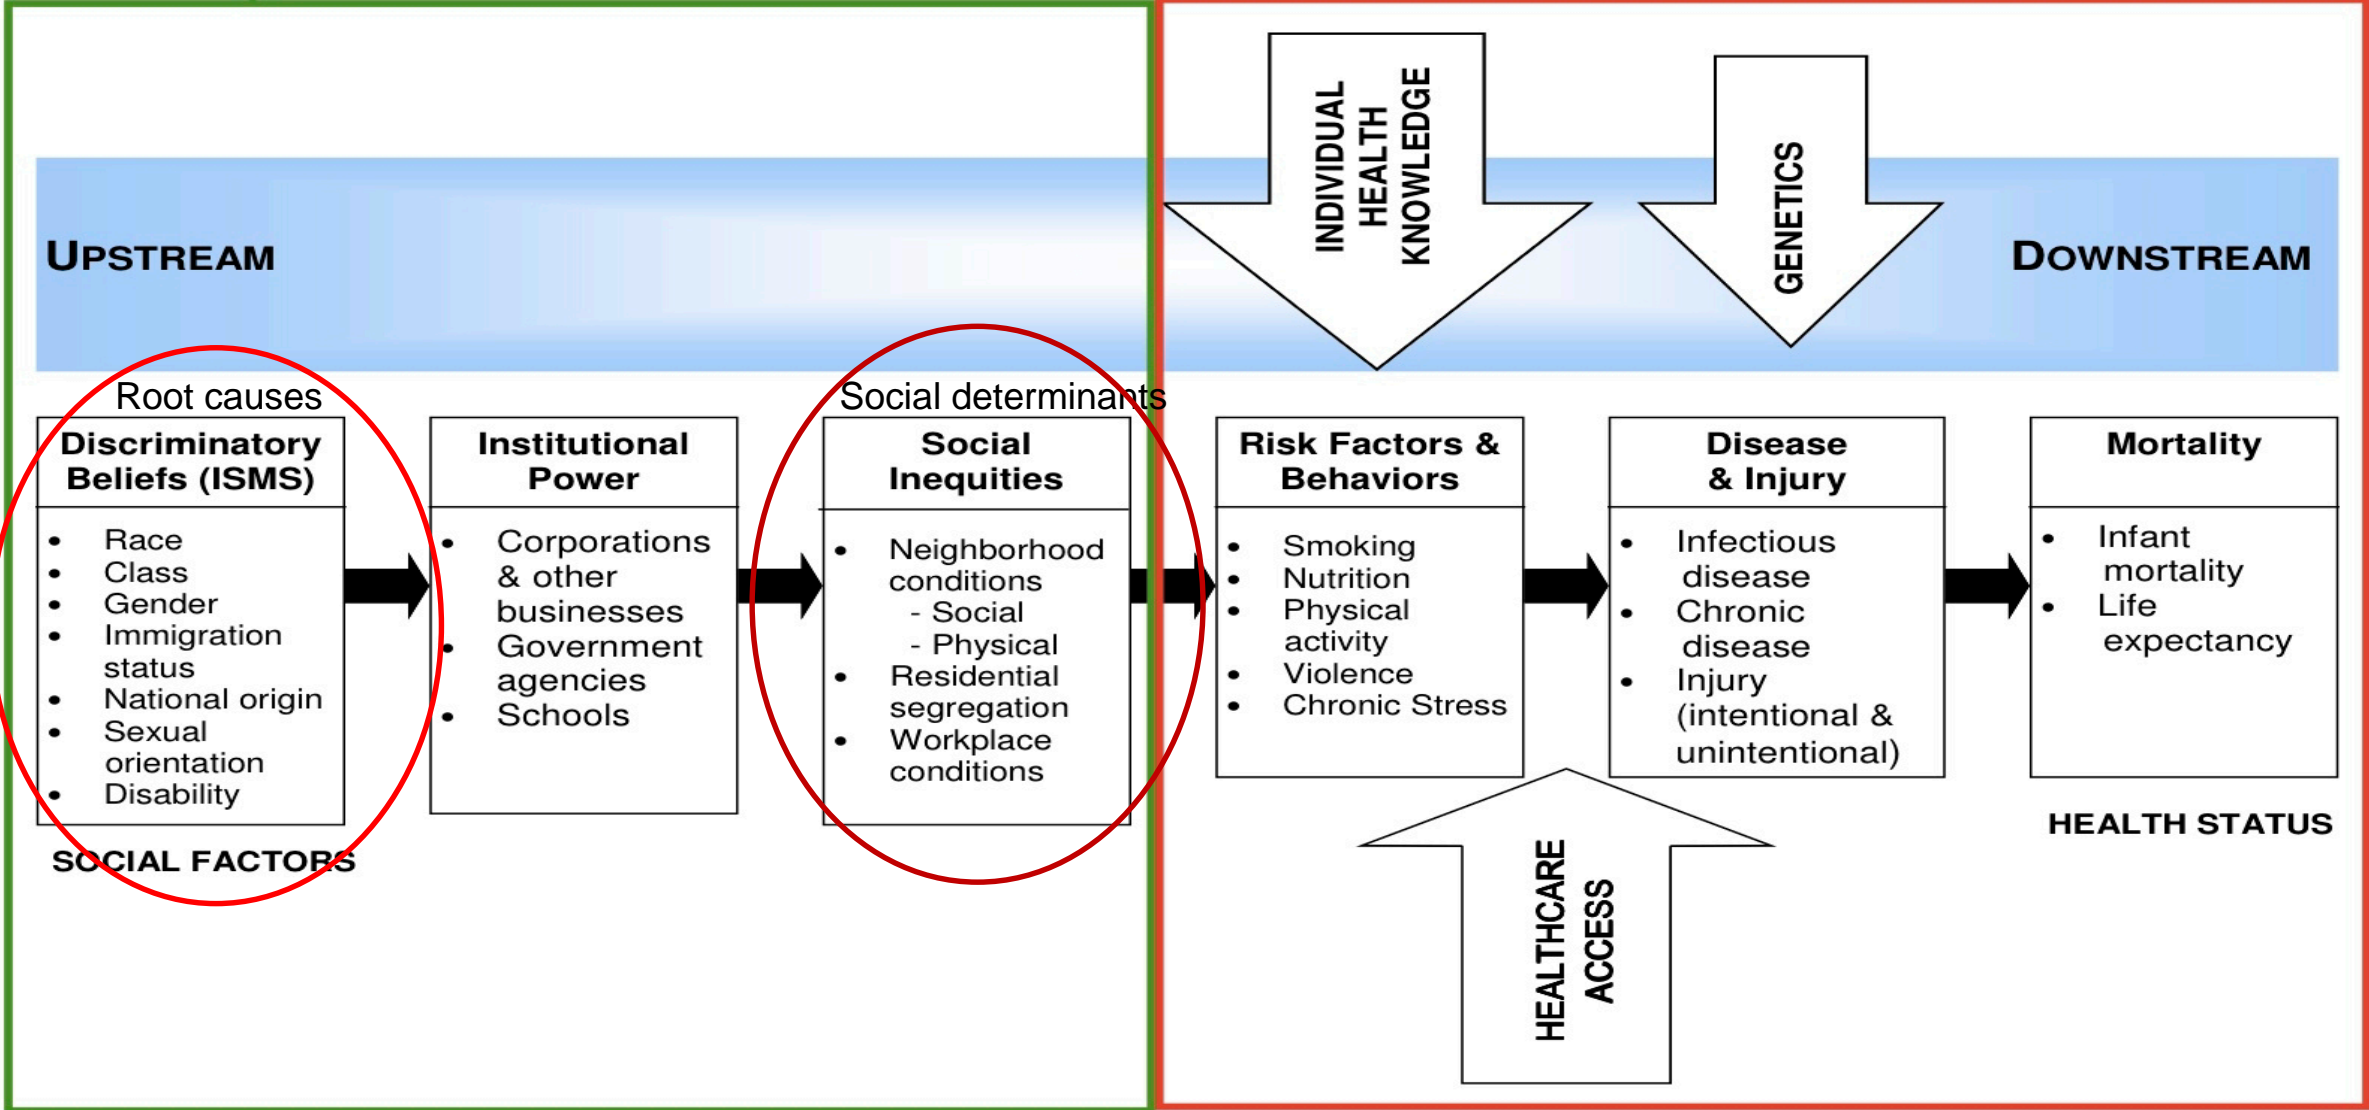 INDIVIDUAL
HEALTH
KNOWLEDGE
GENETICS
UPSTREAM
DOWNSTREAM
Root causes
Discriminatory
Beliefs (ISMS)
• Race
• Class
• Gender
• Immigration
status
• National origin
• Sexual
orientation
• Disability
SOCIAL FACTORS
Institutional
Power
• Corporations
& other
businesses
• Government
agencies
• Schools
Social determinants
Social
Inequities
• Neighborhood
conditions
- Social
- Physical
• Residential
segregation
• Workplace
conditions
Risk Factors &
Behaviors
• Smoking
• Nutrition
• Physical
activity
• Violence
• Chronic Stress
Disease
& Injury
• Infectious
disease
• Chronic
disease
• Injury
(intentional &
unintentional)
Mortality
• Infant
mortality
• Life
expectancy
HEALTH STATUS
HEALTHCARE
ACCESS